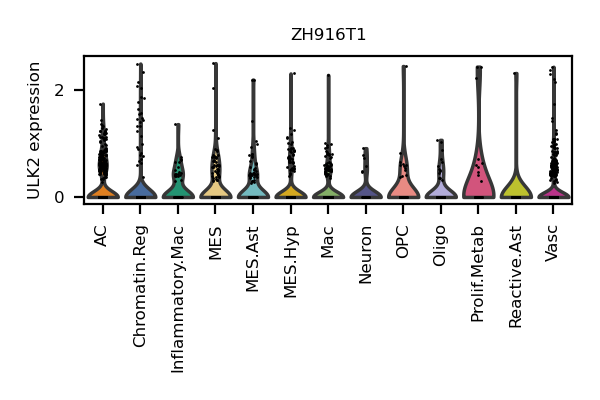 ZH916T1
ULK2 expression
2
0
AC
Chromatin.Reg
Inflammatory.Mac
MES
MES.Ast
MES.Hyp
Mac
Neuron
OPC
Oligo
Prolif.Metab
Reactive.Ast
Vasc